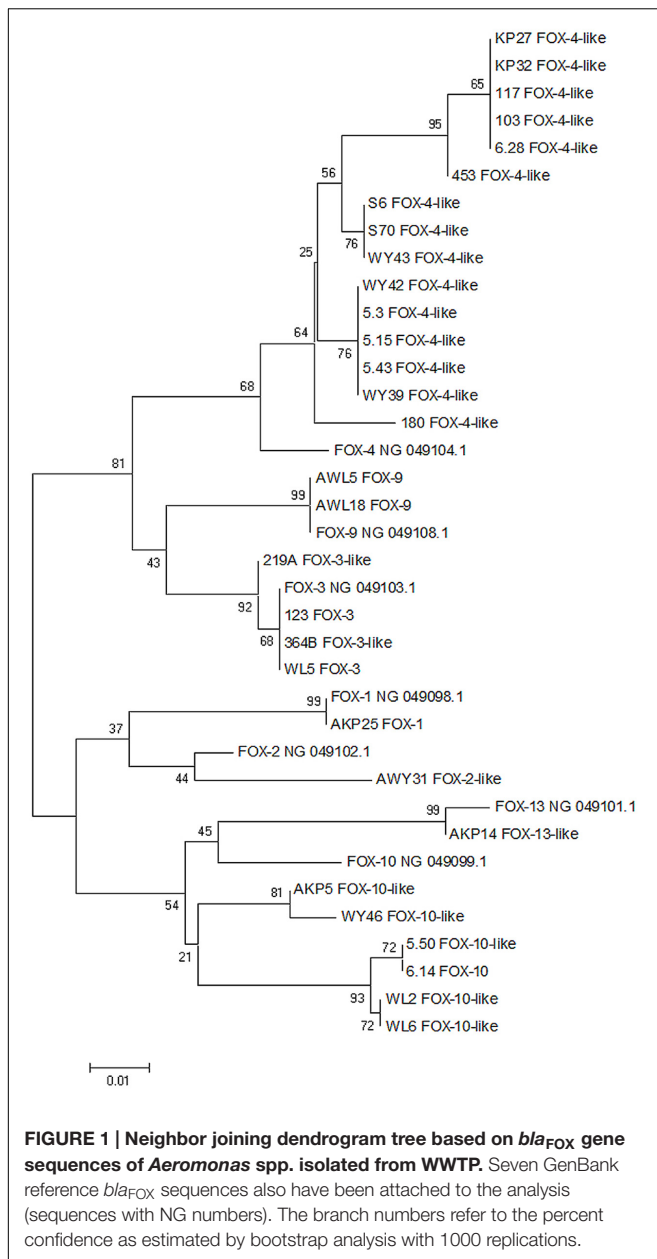 KP27 FOX-4-like
KP32 FOX-4-like
65
117 FOX-4-like
103 FOX-4-like
95
6.28 FOX-4-like
453 FOX-4-like
56
S6 FOX-4-like
S70 FOX-4-like
76
25
WY43 FOX-4-like
WY42 FOX-4-like
5.3 FOX-4-like
64
5.15 FOX-4-like
76
5.43 FOX-4-like
68
WY39 FOX-4-like
180 FOX-4-like
FOX-4 NG 049104.1
81
AWL5 FOX-9
99
AWL18 FOX-9
FOX-9 NG 049108.1
43
219A FOX-3-like
FOX-3 NG 049103.1
92
123 FOX-3
68
364B FOX-3-like
WL5 FOX-3
99
FOX-1 NG 049098.1
AKP25 FOX-1
37
FOX-2 NG 049102.1
44
AWY31 FOX-2-like
99
FOX-13 NG 049101.1
45
AKP14 FOX-13-like
FOX-10 NG 049099.1
54
81
AKP5 FOX-10-like
WY46 FOX-10-like
21
72
5.50 FOX-10-like
6.14 FOX-10
93
WL2 FOX-10-like
72
WL6 FOX-10-like
0.01
FIGURE 1 | Neighbor joining dendrogram tree based on blaFOX gene
sequences of Aeromonas spp. isolated from WWTP. Seven GenBank
reference blaFOX sequences also have been attached to the analysis
(sequences with NG numbers). The branch numbers refer to the percent
confidence as estimated by bootstrap analysis with 1000 replications.